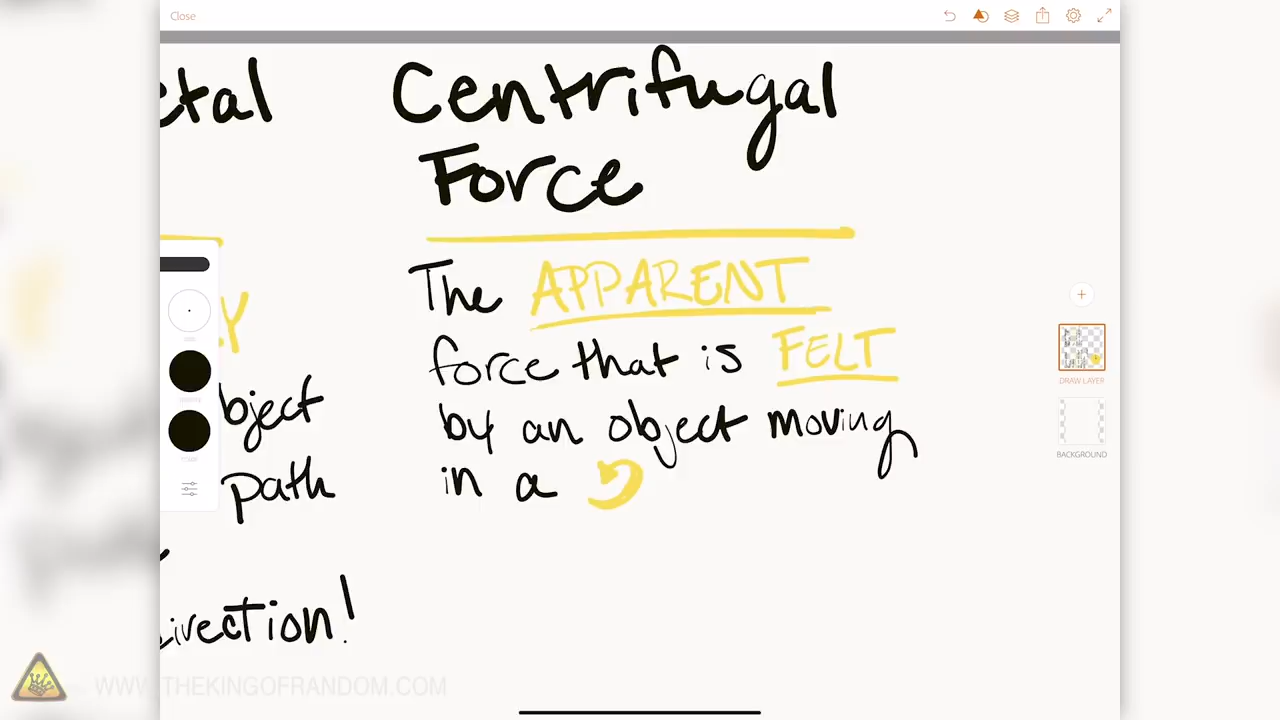 Close
etal
Centrifugal
Force
The APPARENT
force that is FELT
by an object moving
in a
Y
bject
path
irection!
DRAW LAYER
BACKGROUND
WWW.THEKINGOFRANDOM.COM